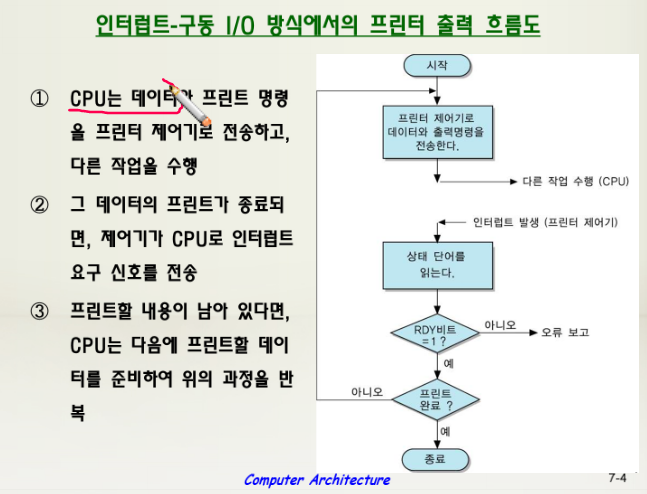 인터럽트-구동 I/O 방식에서의 프린터 출력 흐름도
① CPU는 데이터와 프린트 명령
을 프린터 제어기로 전송하고,
다른 작업을 수행
② 그 데이터의 프린트가 종료되
면, 제어기가 CPU로 인터럽트
요구 신호를 전송
③ 프린트할 내용이 남아 있다면,
CPU는 다음에 프린트할 데이
터를 준비하여 위의 과정을 반
복
시작
프린터 제어기로
데이터와 출력명령을
전송한다.
다른 작업 수행 (CPU)
인터럽트 발생 (프린터 제어기)
상태 단어를
읽는다.
RDY비트
=1 ?
아니오
오류 보고
예
아니오
프린트
완료 ?
예
종료
Computer Architecture
7-4